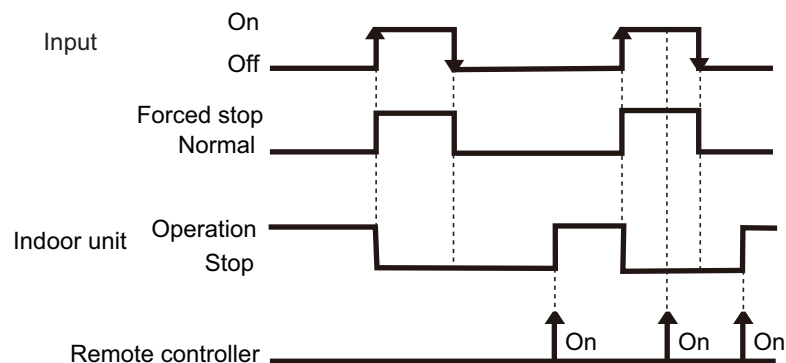 On
Input
Off
Forced stop
Normal
Operation
Indoor unit
Stop
On On On
Remote controller